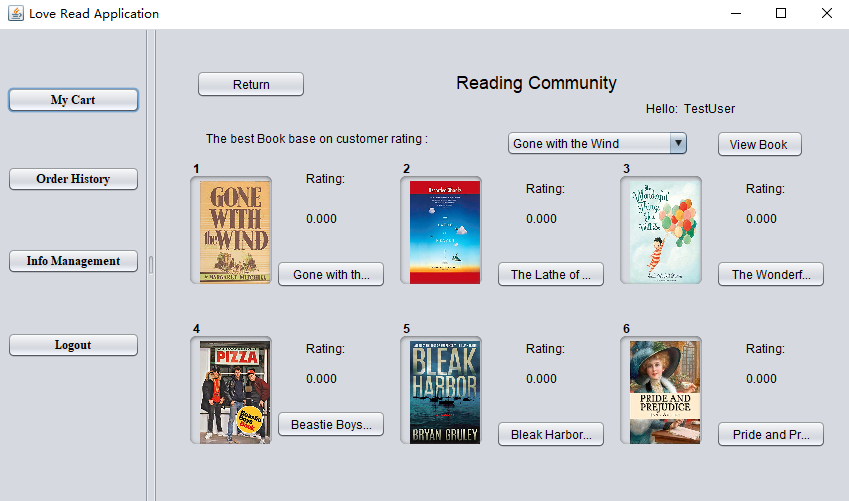 Love Read Application
Return
Reading Community
Hello: TestUser
My Cart
Order History
Info Management
Logout
The best Book base on customer rating :
Gone with the Wind
View Book
1
GONE
WITH
the WIND
MARGARET MITCHELL
Rating:
0.000
Gone with th...
2
Rating:
0.000
The Lathe of ...
3
The
Wonderful
Things
You
Will Be
Rating:
0.000
The Wonderf...
4
PIZZA
Beastie
Boys
Book
Rating:
0.000
Beastie Boys...
5
BLEAK
HARBOR
BRYAN GRULEY
Rating:
0.000
Bleak Harbor...
6
PRIDE AND
PREJUDICE
Rating:
0.000
Pride and Pr...